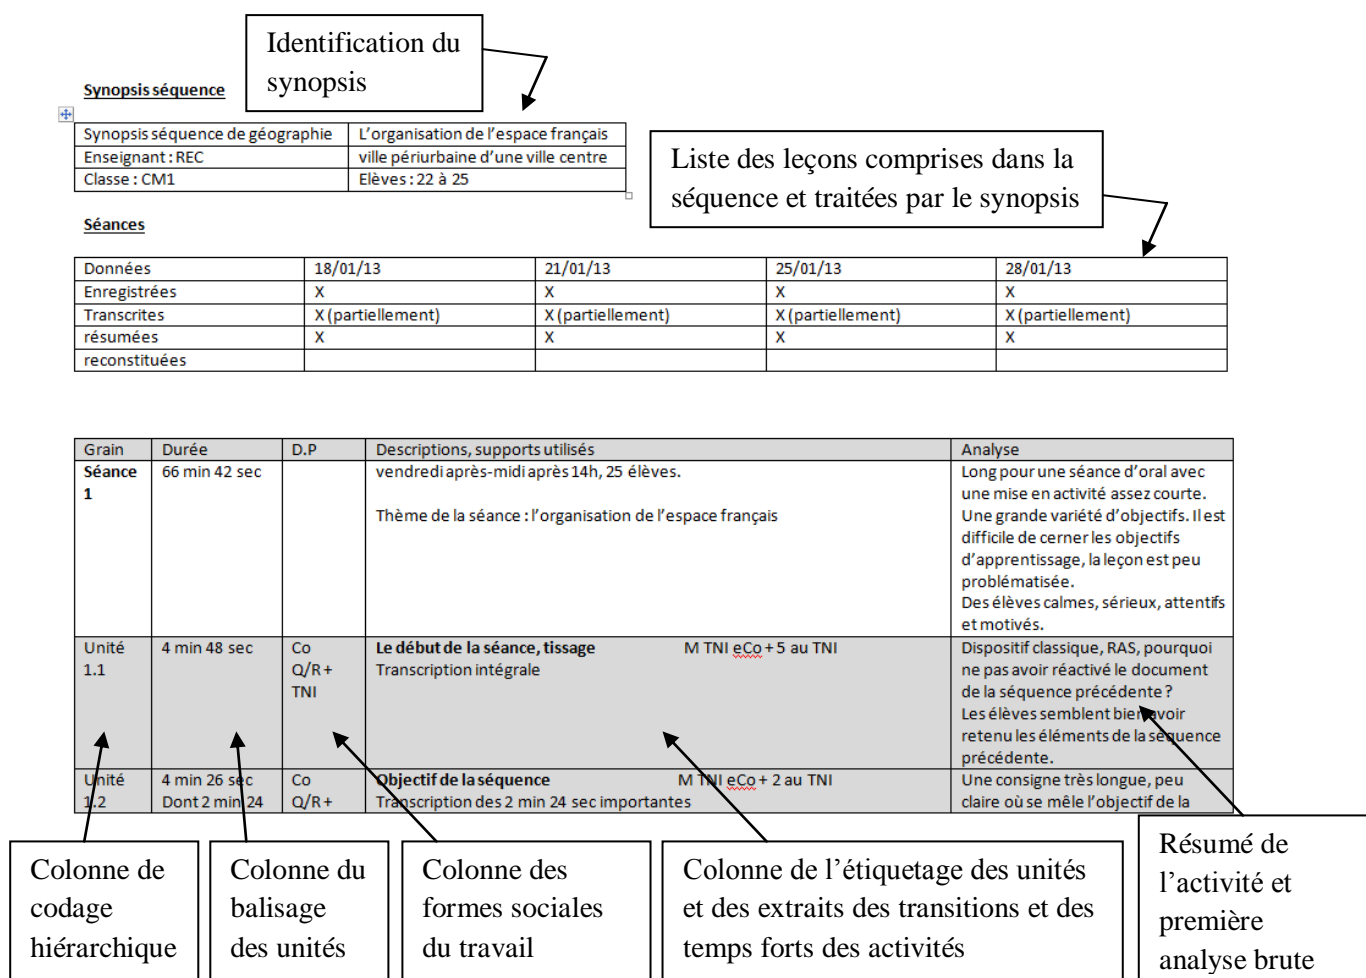 Identification du
synopsis
Synopsis séquence
Synopsis séquence de géographie L'organisation de l'espace français
Enseignant : REC ville périurbaine d'une ville centre
Classe : CM1 Elèves : 22 à 25
Liste des leçons comprises dans la
séquence et traitées par le synopsis
Séances
Données 18/01/13 21/01/13 25/01/13 28/01/13
Enregistrées X X X X
Transcrites X (partiellement) X (partiellement) X (partiellement) X (partiellement)
résumées X X X X
reconstituées
Grain Durée D.P Descriptions, supports utilisés Analyse
Séance 66 min 42 sec vendredi après-midi après 14h, 25 élèves. Long pour une séance d'oral avec
1 une mise en activité assez courte.
Thème de la séance : l'organisation de l'espace français Une grande variété d'objectifs. Il est
difficile de cerner les objectifs
d'apprentissage, la leçon est peu
problématisée.
Des élèves calmes, sérieux, attentifs
et motivés.
Unité 4 min 48 sec Co Le début de la séance, tissage M TNI eCo + 5 au TNI Dispositif classique, RAS, pourquoi
1.1 Q/R + Transcription intégrale ne pas avoir réactivé le document
TNI de la séquence précédente ?
Les élèves semblent bien avoir
retenu les éléments de la séquence
précédente.
Unité 4 min 26 sec Co Objectif de la séquence M TNI eCo + 2 au TNI Une consigne très longue, peu
1.2 Dont 2 min 24 Q/R + Transcription des 2 min 24 sec importantes claire où se mêle l'objectif de la
Colonne de
codage
hiérarchique
Colonne du
balisage
des unités
Colonne des
formes sociales
du travail
Colonne de l'étiquetage des unités
et des extraits des transitions et des
temps forts des activités
Résumé de
l'activité et
première
analyse brute